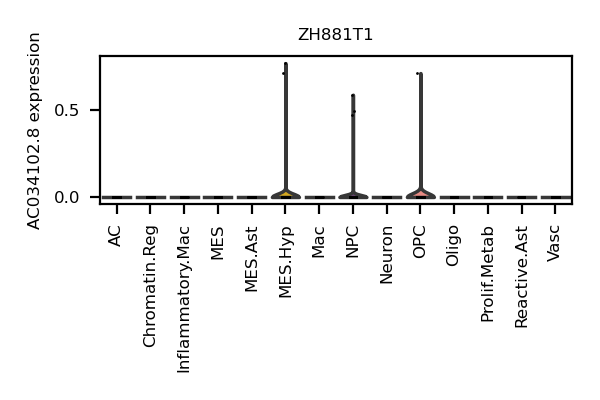 ZH881T1
AC034102.8 expression
0.5
0.0
AC
Chromatin.Reg
Inflammatory.Mac
MES
MES.Ast
MES.Hyp
Mac
NPC
Neuron
OPC
Oligo
Prolif.Metab
Reactive.Ast
Vasc